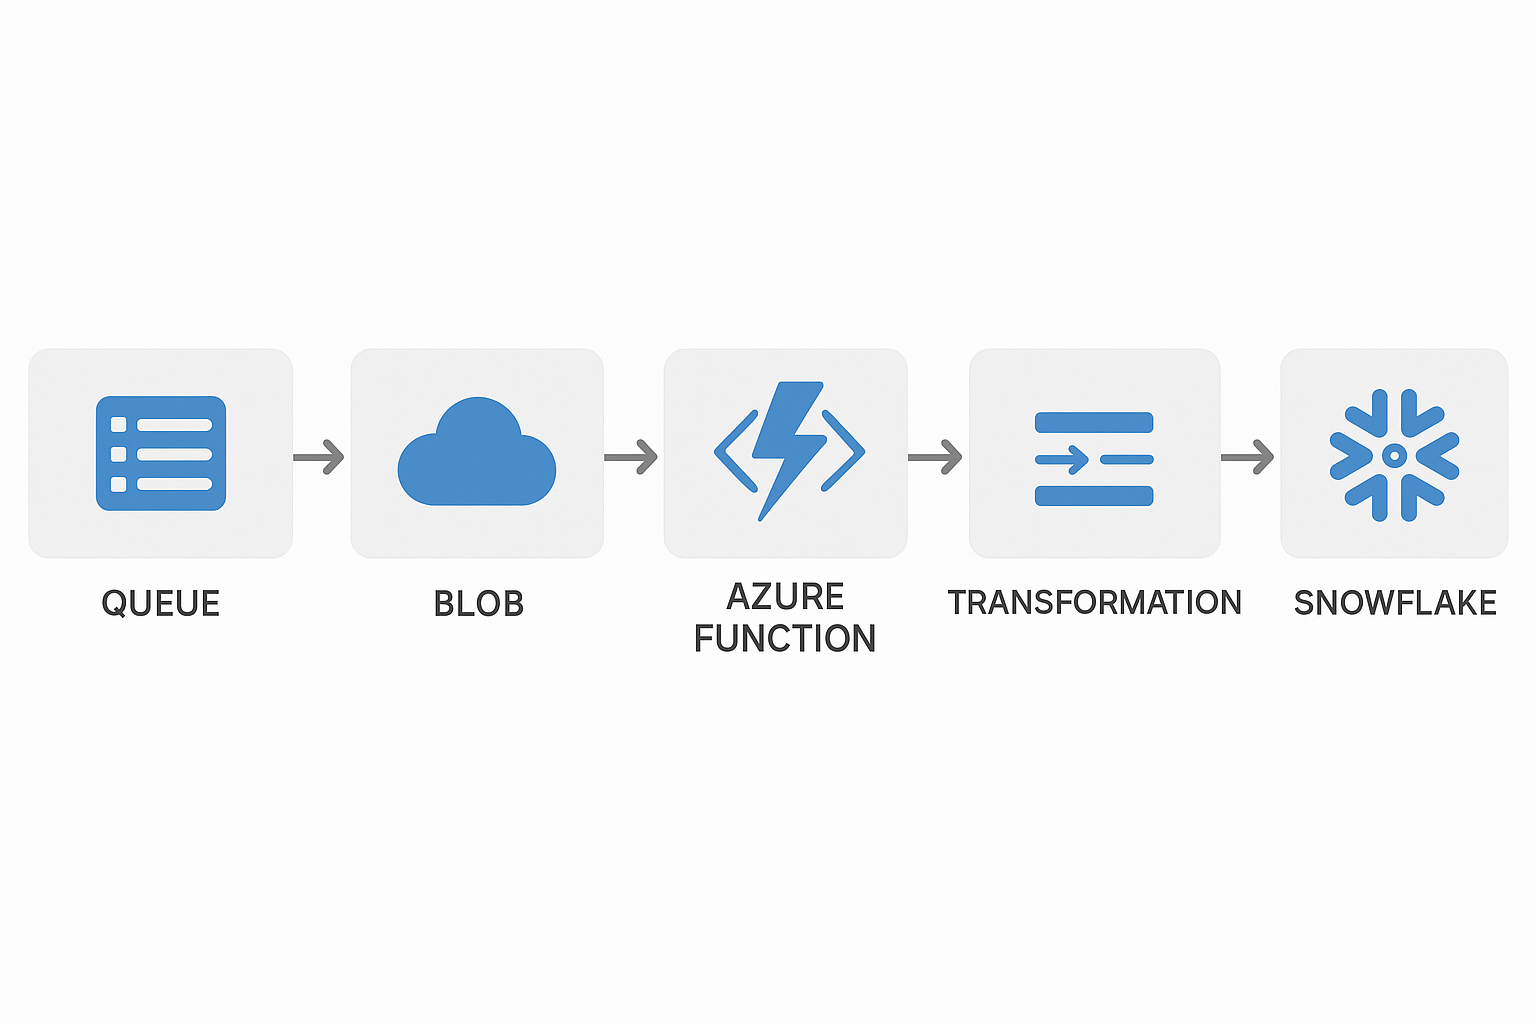 QUEUE
BLOB
AZURE
FUNCTION
TRANSFORMATION
SNOWFLAKE